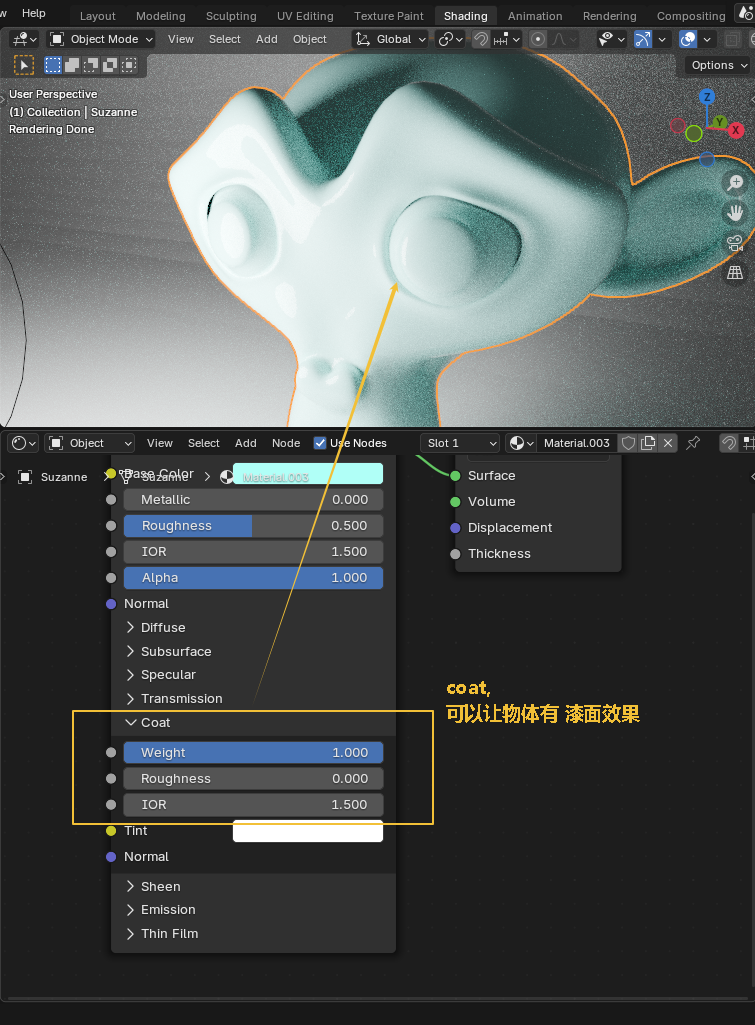 w Help Layout Modeling Sculpting UV Editing Texture Paint Shading Animation Rendering Compositing
Object Mode View Select Add Object Global
Options
User Perspective
(1) Collection | Suzanne
Rendering Done
Z
Y
X
Object View Select Add Node Use Nodes Slot 1 Material.003
Suzanne Suzanne Material.003
Base Color
Metallic 0.000
Roughness 0.500
IOR 1.500
Alpha 1.000
Normal
Diffuse
Subsurface
Specular
Transmission
Coat
Weight 1.000
Roughness 0.000
IOR 1.500
Tint
Normal
Sheen
Emission
Thin Film
Surface
Volume
Displacement
Thickness
coat,
可以让物体有 漆面效果